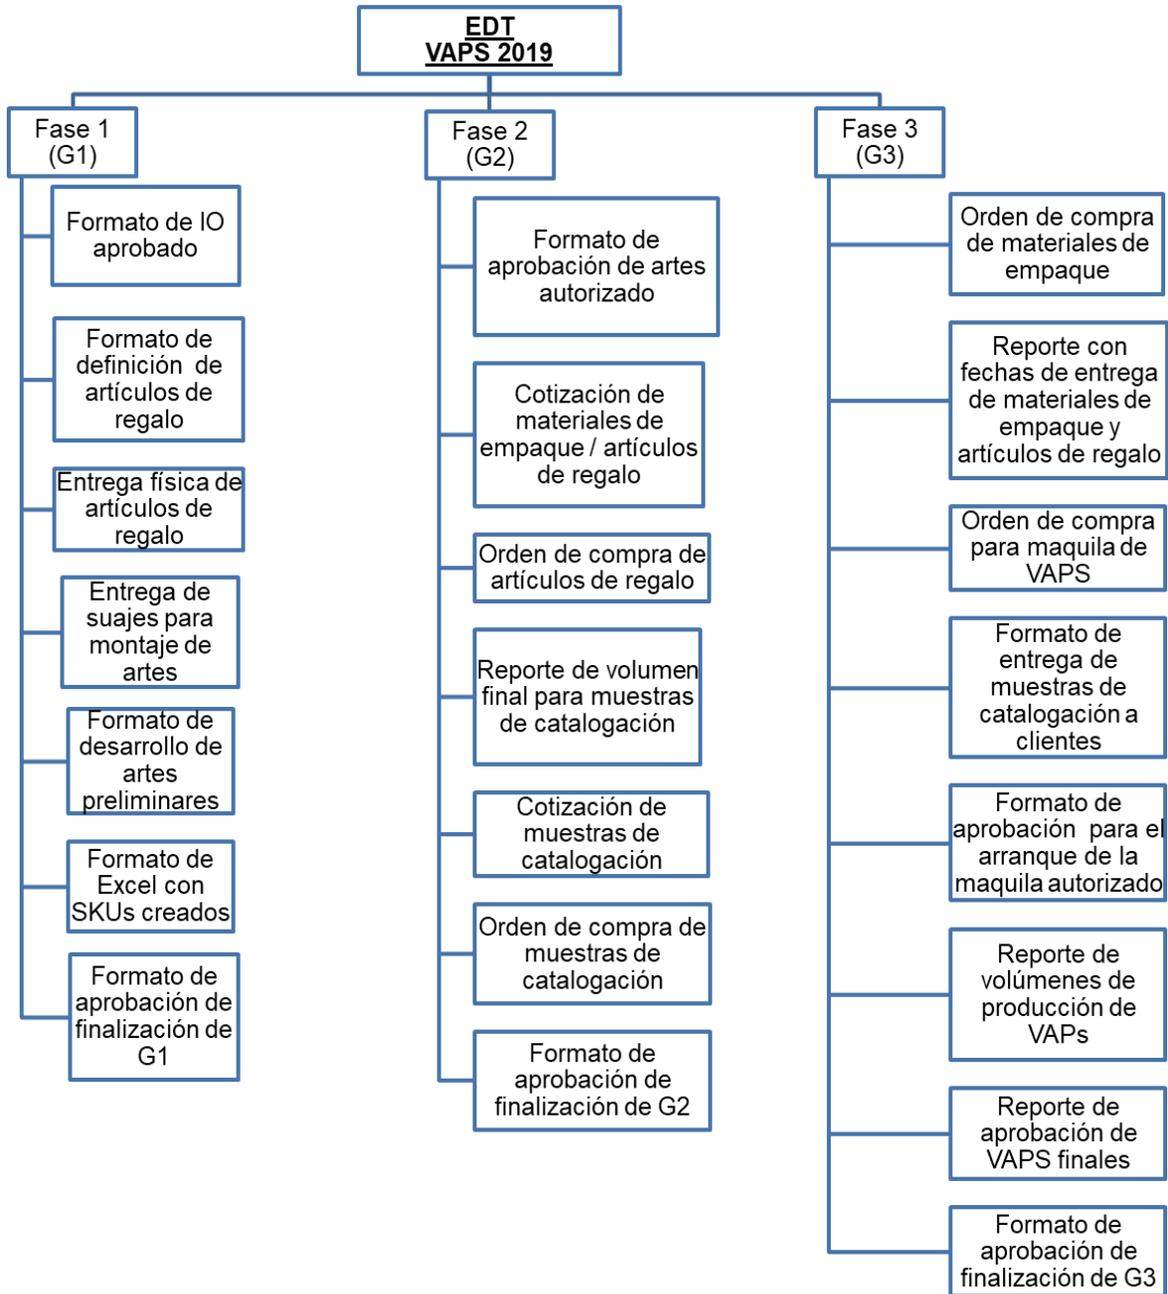 EDT
VAPS 2019
Fase 1
(G1)
Formato de IO
aprobado
Formato de
definición de
artículos de
regalo
Entrega física de
artículos de
regalo
Entrega de
suajes para
montaje de
artes
Formato de
desarrollo de
artes
preliminares
Formato de
Excel con
SKUs creados
Formato de
aprobación de
finalización de
G1
Fase 2
(G2)
Formato de
aprobación de artes
autorizado
Cotización de
materiales de
empaque / artículos
de regalo
Orden de compra de
artículos de regalo
Reporte de volumen
final para muestras
de catalogación
Cotización de
muestras de
catalogación
Orden de compra de
muestras de
catalogación
Formato de
aprobación de
finalización de G2
Fase 3
(G3)
Orden de compra
de materiales de
empaque
Reporte con
fechas de entrega
de materiales de
empaque y
artículos de regalo
Orden de compra
para maquila de
VAPS
Formato de
entrega de
muestras de
catalogación a
clientes
Formato de
aprobación para el
arranque de la
maquila autorizado
Reporte de
volúmenes de
producción de
VAPs
Reporte de
aprobación de
VAPS finales
Formato de
aprobación de
finalización de G3